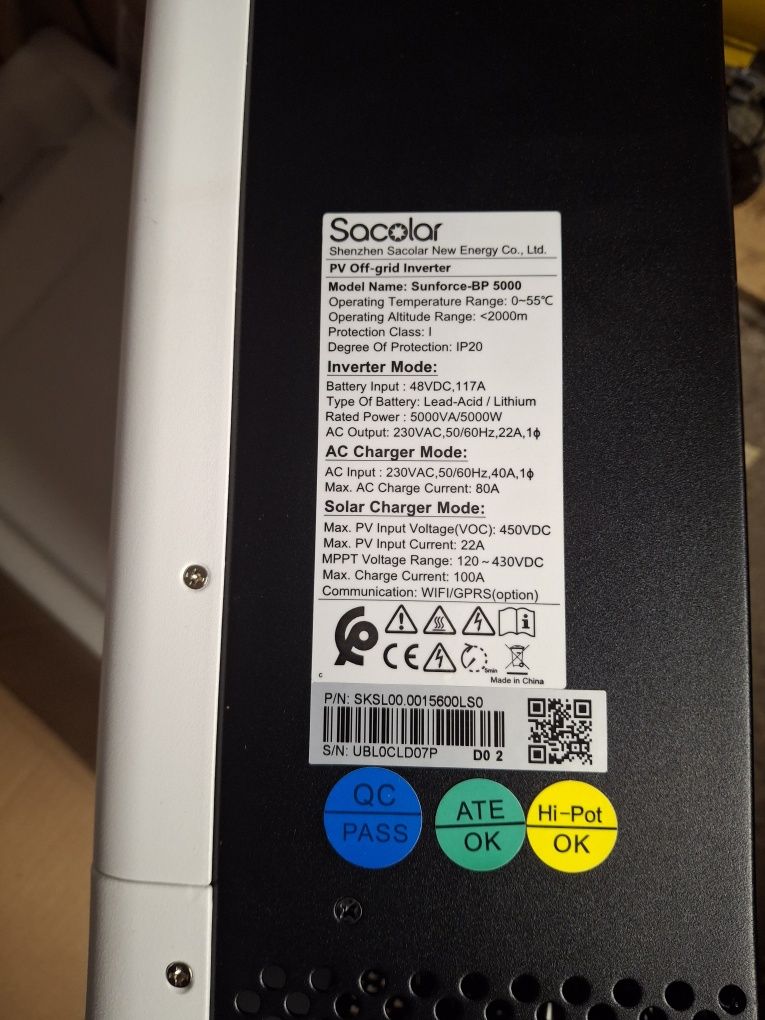 Sacolar
Shenzhen Sacolar New Energy Co., Ltd.
PV Off-grid Inverter
Model Name: Sunforce-BP 5000
Operating Temperature Range: 0~55℃
Operating Altitude Range: <2000m
Protection Class: I
Degree Of Protection: IP20
Inverter Mode:
Battery Input : 48VDC,117A
Type Of Battery: Lead-Acid / Lithium
Rated Power : 5000VA/5000W
AC Output: 230VAC,50/60Hz,22A,1ϕ
AC Charger Mode:
AC Input : 230VAC,50/60Hz,40A,1ϕ
Max. AC Charge Current: 80A
Solar Charger Mode:
Max. PV Input Voltage(VOC): 450VDC
Max. PV Input Current: 22A
MPPT Voltage Range: 120~430VDC
Max. Charge Current: 100A
Communication: WIFI/GPRS(option)
CE
5min
c
Made in China
P/N: SKSL00.0015600LS0
S/N: UBL0CLD07P D0 2
QC
PASS
ATE
OK
Hi-Pot
OK